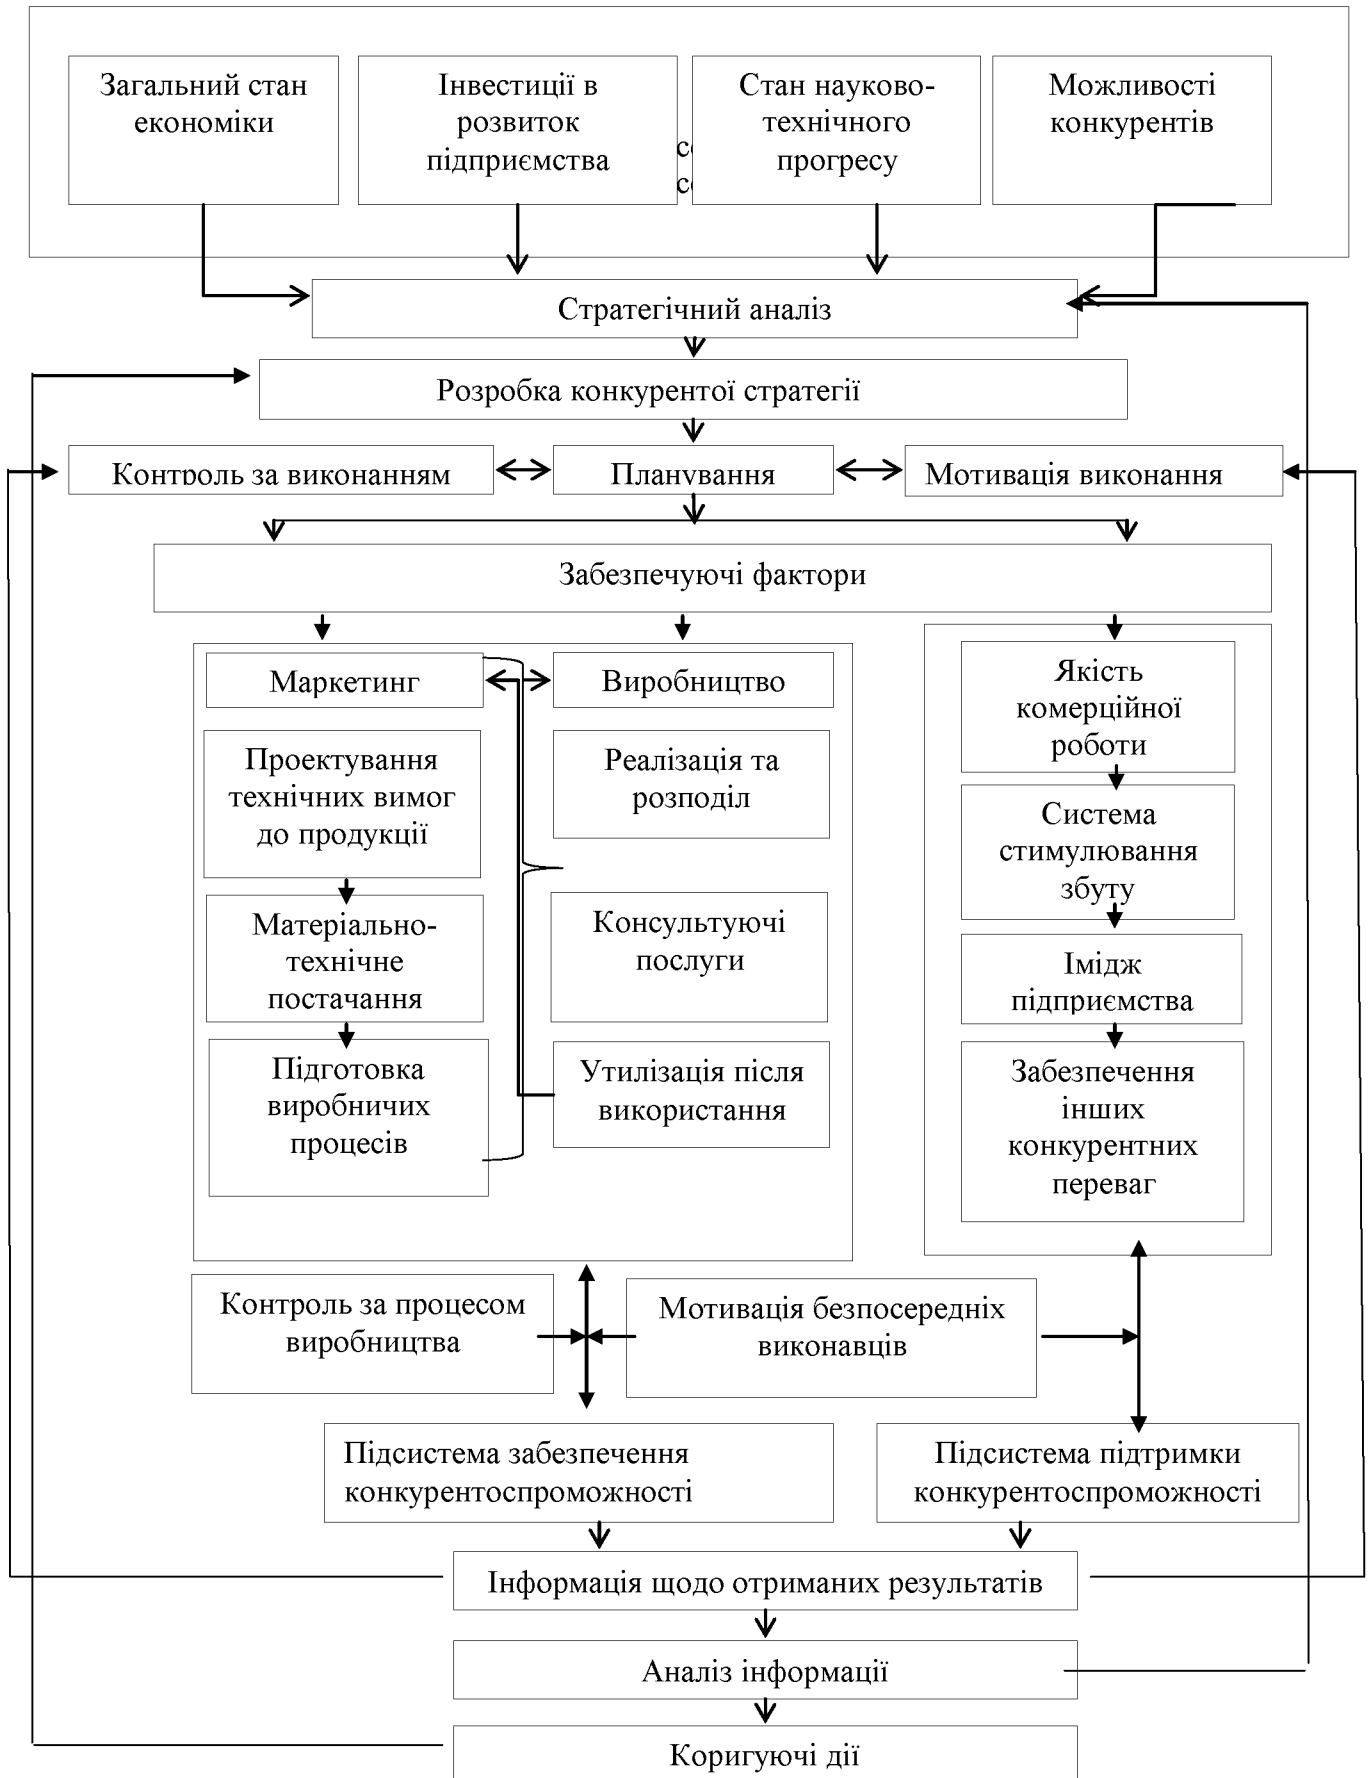 Загальний стан
економіки
Інвестиції в
розвиток
підприємства
Стан науково-
технічного
прогресу
Можливості
конкурентів
Стратегічний аналіз
Розробка конкурентої стратегії
Контроль за виконанням
Планування
Мотивація виконання
Забезпечуючі фактори
Маркетинг
Виробництво
Проектування
технічних вимог
до продукції
Реалізація та
розподіл
Матеріально-
технічне
постачання
Консультуючі
послуги
Підготовка
виробничих
процесів
Утилізація після
використання
Якість
комерційної
роботи
Система
стимулювання
збуту
Імідж
підприємства
Забезпечення
інших
конкурентних
переваг
Контроль за процесом
виробництва
Мотивація безпосередніх
виконавців
Підсистема забезпечення
конкурентоспроможності
Підсистема підтримки
конкурентоспроможності
Інформація щодо отриманих результатів
Аналіз інформації
Коригуючі дії